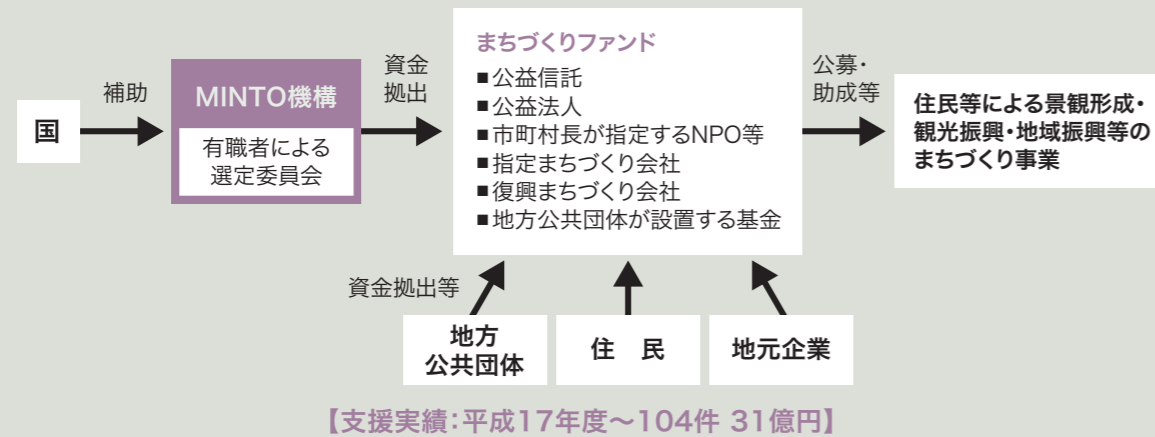 国
補助
MINTO機構
有職者による
選定委員会
資金
拠出
まちづくりファンド
■公益信託
■公益法人
■市町村長が指定するNPO等
■指定まちづくり会社
■復興まちづくり会社
■地方公共団体が設置する基金
公募・
助成等
住民等による景観形成・
観光振興・地域振興等の
まちづくり事業
資金拠出等
地方
公共団体
住　民
地元企業
【支援実績：平成17年度～104件 31億円】